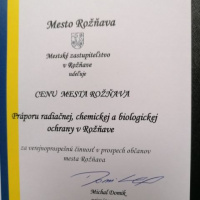 Mesto Rožňava
Mestské zastupiteľstvo
v Rožňave
udeľuje
CENU MESTA ROŽŇAVA
Práporu radiačnej, chemickej a biologickej
ochrany v Rožňave
za verejnoprospešnú činnosť v prospech občanov
mesta Rožňava
Michal Domik